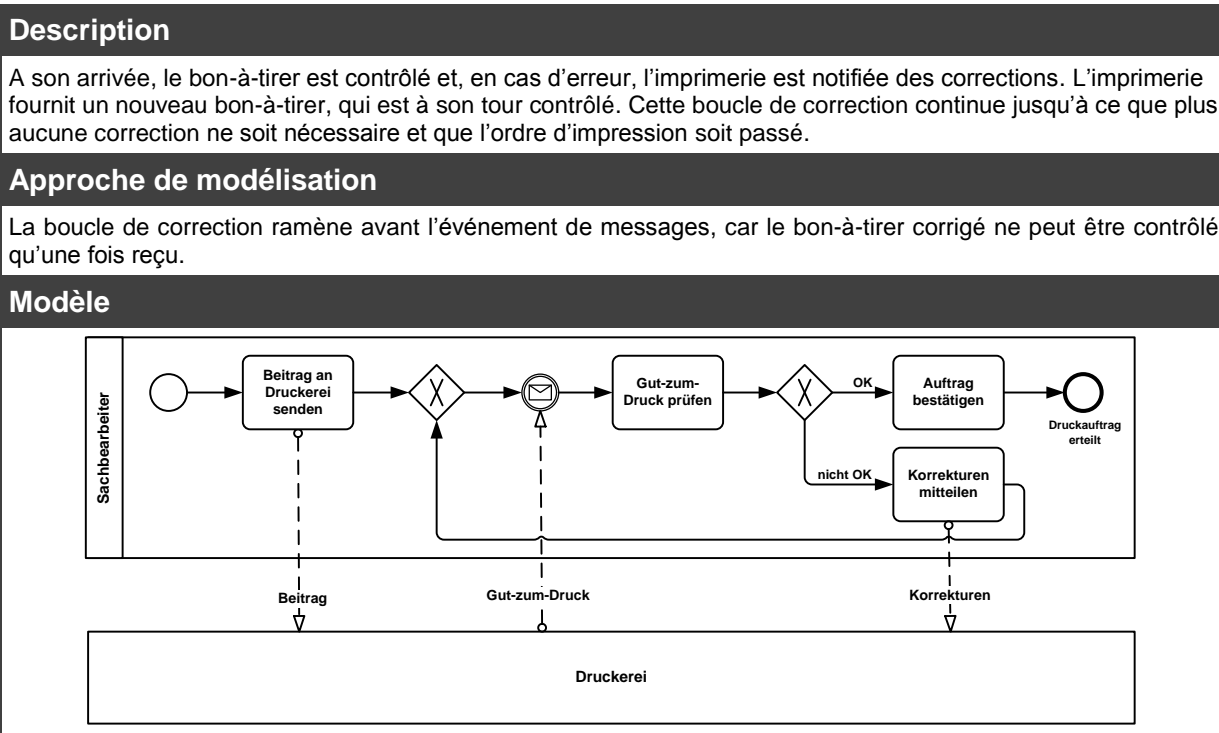 Description
A son arrivée, le bon-à-tirer est contrôlé et, en cas d'erreur, l'imprimerie est notifiée des corrections. L'imprimerie
fournit un nouveau bon-à-tirer, qui est à son tour contrôlé. Cette boucle de correction continue jusqu'à ce que plus
aucune correction ne soit nécessaire et que l'ordre d'impression soit passé.
Approche de modélisation
La boucle de correction ramène avant l'événement de messages, car le bon-à-tirer corrigé ne peut être contrôlé
qu'une fois reçu.
Modèle
Sachbearbeiter
Beitrag an
Druckerei
senden
X
Gut-zum-
Druck prüfen
X
OK
Auftrag
bestätigen
Druckauftrag
erteilt
nicht OK
Korrekturen
mitteilen
Beitrag
Gut-zum-Druck
Korrekturen
Druckerei